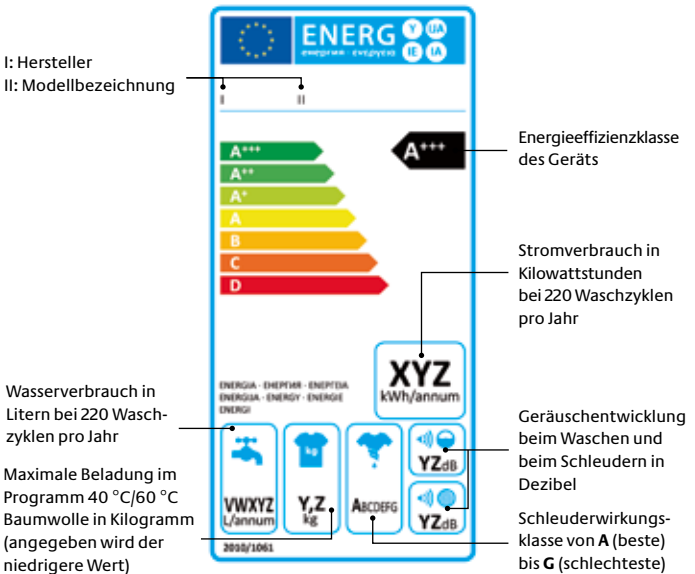 ENERG
енергия · ενεργεια
Y
UA
IE
IA
I: Hersteller
II: Modellbezeichnung
I
II
A+++
A++
A+
A
B
C
D
A+++
Energieeffizienzklasse
des Geräts
Stromverbrauch in
Kilowattstunden
bei 220 Waschzyklen
pro Jahr
XYZ
kWh/annum
ENERGIA · ЕНЕРГИЯ · ΕΝΕΡΓΕΙΑ
ENERGIJA · ENERGY · ENERGIE
ENERGI
Wasserverbrauch in
Litern bei 220 Wasch-
zyklen pro Jahr
Maximale Beladung im
Programm 40 °C/60 °C
Baumwolle in Kilogramm
(angegeben wird der
niedrigere Wert)
VWXYZ
L/annum
kg
Y,Z
kg
ABCDEFG
YZdB
YZdB
2010/1061
Geräuschentwicklung
beim Waschen und
beim Schleudern in
Dezibel
Schleuderwirkungs-
klasse von A (beste)
bis G (schlechteste)